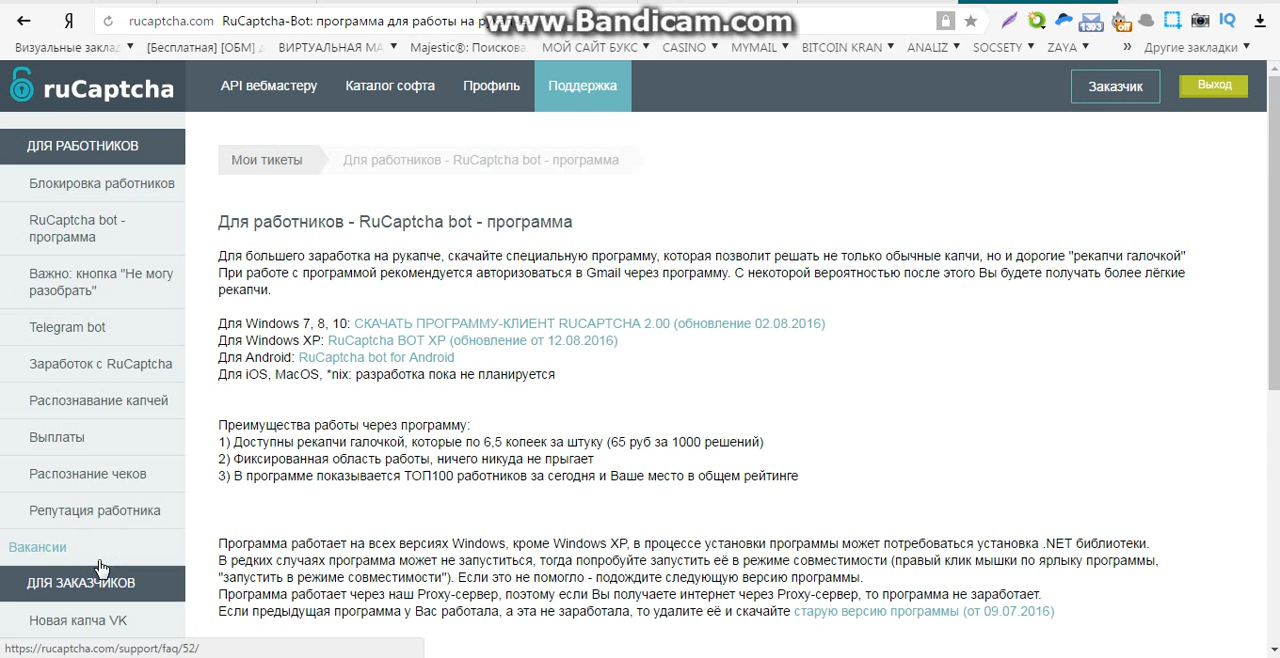 Я
rucaptcha.com RuCaptcha-Bot: программа для работы на
www.Bandicam.com
1393
off
IQ
Визуальные заклад
[Бесплатная] [ОБМ]
ВИРТУАЛЬНАЯ МА
Majestic®: Поискова
МОЙ САЙТ БУКС
CASINO
MYMAIL
BITCOIN KRAN
ANALIZ
SOCSETY
ZAYA
»
Другие закладки
ruCaptcha
API вебмастеру
Каталог софта
Профиль
Поддержка
Заказчик
Выход
ДЛЯ РАБОТНИКОВ
Блокировка работников
RuCaptcha bot -
программа
Важно: кнопка "Не могу
разобрать"
Telegram bot
Заработок с RuCaptcha
Распознавание капчей
Выплаты
Распознание чеков
Репутация работника
Вакансии
ДЛЯ ЗАКАЗЧИКОВ
Новая капча VK
https://rucaptcha.com/support/faq/52/
Мои тикеты
Для работников - RuCaptcha bot - программа
Для работников - RuCaptcha bot - программа
Для большего заработка на рукапче, скачайте специальную программу, которая позволит решать не только обычные капчи, но и дорогие "рекапчи галочкой"
При работе с программой рекомендуется авторизоваться в Gmail через программу. С некоторой вероятностью после этого Вы будете получать более лёгкие
рекапчи.
Для Windows 7, 8, 10: СКАЧАТЬ ПРОГРАММУ-КЛИЕНТ RUCAPTCHA 2.00 (обновление 02.08.2016)
Для Windows XP: RuCaptcha BOT XP (обновление от 12.08.2016)
Для Android: RuCaptcha bot for Android
Для iOS, MacOS, *nix: разработка пока не планируется
Преимущества работы через программу:
1) Доступны рекапчи галочкой, которые по 6,5 копеек за штуку (65 руб за 1000 решений)
2) Фиксированная область работы, ничего никуда не прыгает
3) В программе показывается ТОП100 работников за сегодня и Ваше место в общем рейтинге
Программа работает на всех версиях Windows, кроме Windows XP, в процессе установки программы может потребоваться установка .NET библиотеки.
В редких случаях программа может не запуститься, тогда попробуйте запустить её в режиме совместимости (правый клик мышки по ярлыку программы,
"запустить в режиме совместимости"). Если это не помогло - подождите следующую версию программы.
Программа работает через наш Proxy-сервер, поэтому если Вы получаете интернет через Proxy-сервер, то программа не заработает.
Если предыдущая программа у Вас работала, а эта не заработала, то удалите её и скачайте старую версию программы (от 09.07.2016)